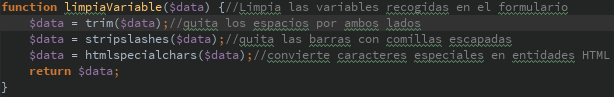 function limpiaVariable($data) {//Limpia las variables recogidas en el formulario
$data = trim($data);//quita los espacios por ambos lados
$data = stripslashes($data);//quita las barras con comillas escapadas
$data = htmlspecialchars($data);//convierte caracteres especiales en entidades HTML
return $data;
}